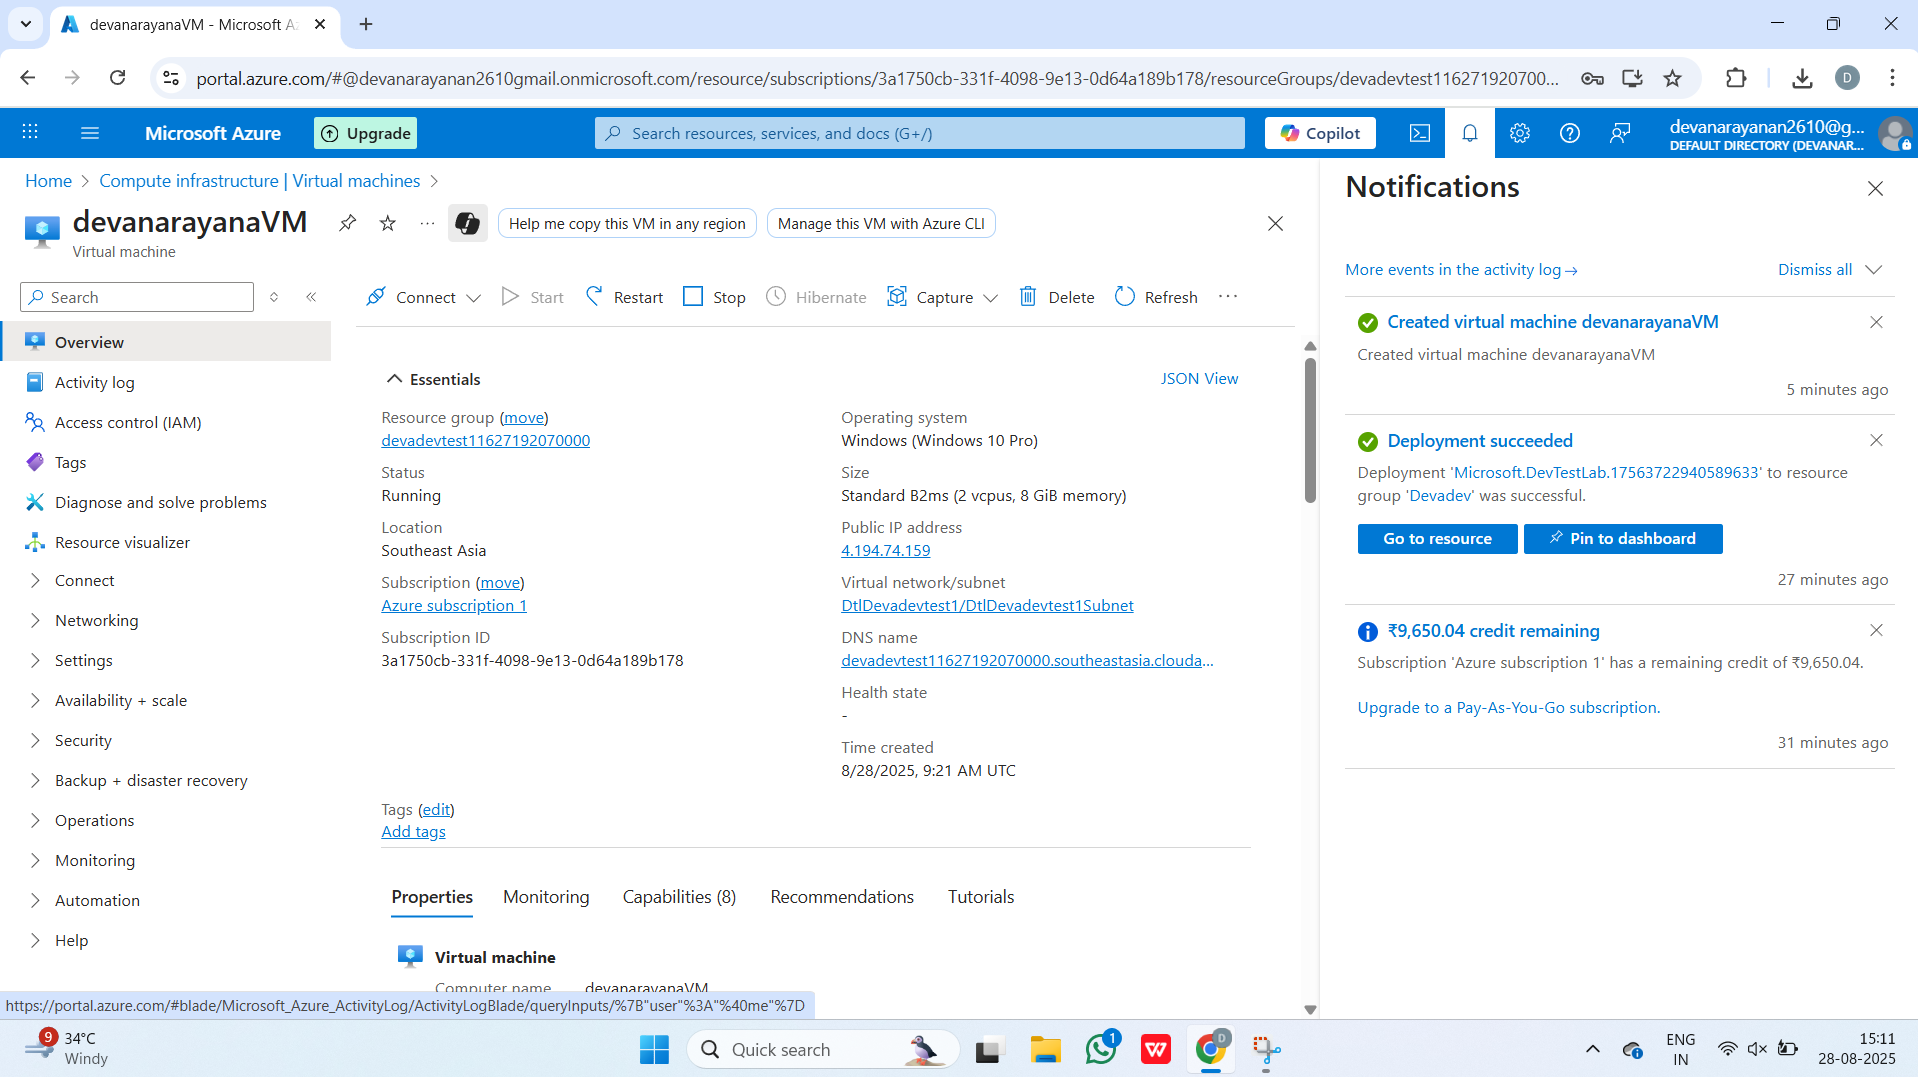 devanarayanaVM - Microsoft Az
portal.azure.com/#@devanarayanan2610gmail.onmicrosoft.com/resource/subscriptions/3a1750cb-331f-4098-9e13-0d64a189b178/resourceGroups/devadevtest116271920700...
D
Microsoft Azure
Upgrade
Search resources, services, and docs (G+/)
Copilot
devanarayanan2610@g...
DEFAULT DIRECTORY (DEVANAR...
Home > Compute infrastructure | Virtual machines >
devanarayanaVM
Virtual machine
...
Help me copy this VM in any region
Manage this VM with Azure CLI
Search
Connect
Start
Restart
Stop
Hibernate
Capture
Delete
Refresh
...
Overview
Activity log
Access control (IAM)
Tags
Diagnose and solve problems
Resource visualizer
Connect
Networking
Settings
Availability + scale
Security
Backup + disaster recovery
Operations
Monitoring
Automation
Help
Essentials
JSON View
Resource group (move)
devadevtest11627192070000
Status
Running
Location
Southeast Asia
Subscription (move)
Azure subscription 1
Subscription ID
3a1750cb-331f-4098-9e13-0d64a189b178
Operating system
Windows (Windows 10 Pro)
Size
Standard B2ms (2 vcpus, 8 GiB memory)
Public IP address
4.194.74.159
Virtual network/subnet
DtlDevadevtest1/DtlDevadevtest1Subnet
DNS name
devadevtest11627192070000.southeastasia.clouda...
Health state
-
Time created
8/28/2025, 9:21 AM UTC
Tags (edit)
Add tags
Properties
Monitoring
Capabilities (8)
Recommendations
Tutorials
Virtual machine
Computer name
devanarayanaVM
Notifications
More events in the activity log →
Dismiss all
Created virtual machine devanarayanaVM
Created virtual machine devanarayanaVM
5 minutes ago
Deployment succeeded
Deployment 'Microsoft.DevTestLab.17563722940589633' to resource
group 'Devadev' was successful.
Go to resource
Pin to dashboard
27 minutes ago
₹9,650.04 credit remaining
Subscription 'Azure subscription 1' has a remaining credit of ₹9,650.04.
Upgrade to a Pay-As-You-Go subscription.
31 minutes ago
https://portal.azure.com/#blade/Microsoft_Azure_ActivityLog/ActivityLogBlade/queryInputs/%7B"user"%3A"%40me"%7D
9
34°C
Windy
Quick search
1
W
D
ENG
IN
15:11
28-08-2025